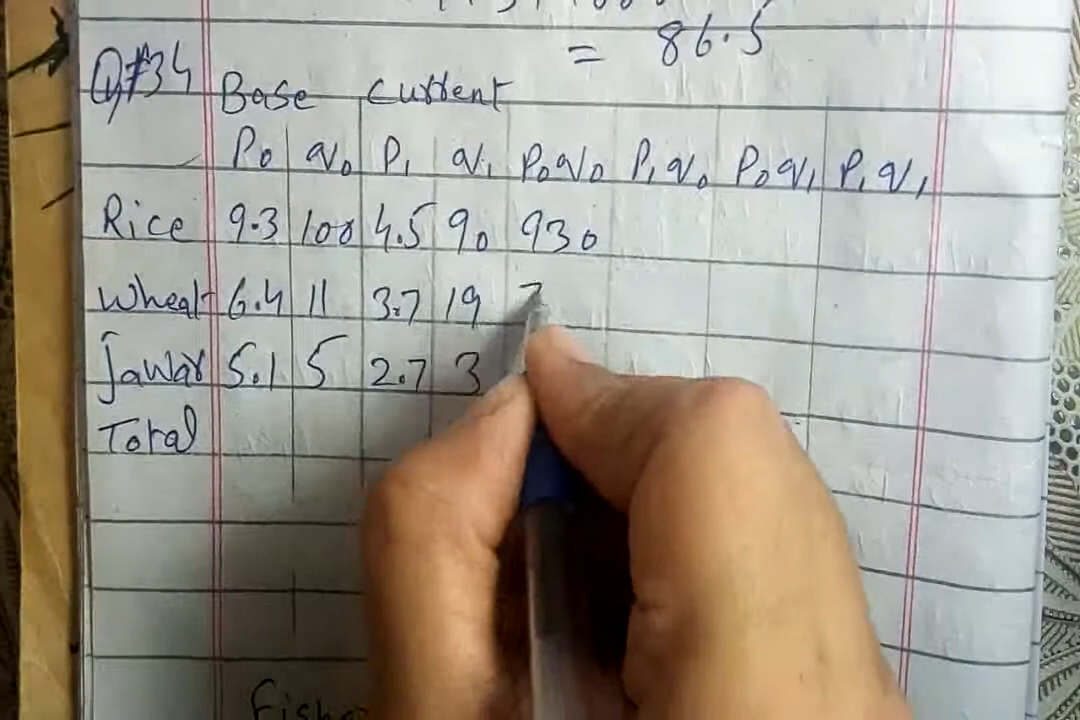 = 86.5
Q#34 Base Current
P₀ q₀ P₁ q₁ P₀q₀ P₁q₀ P₀q₁ P₁q₁
Rice 9.3 100 4.5 90 930
Wheat 6.4 11 3.7 19 7
Jawar 5.1 5 2.7 3
Total